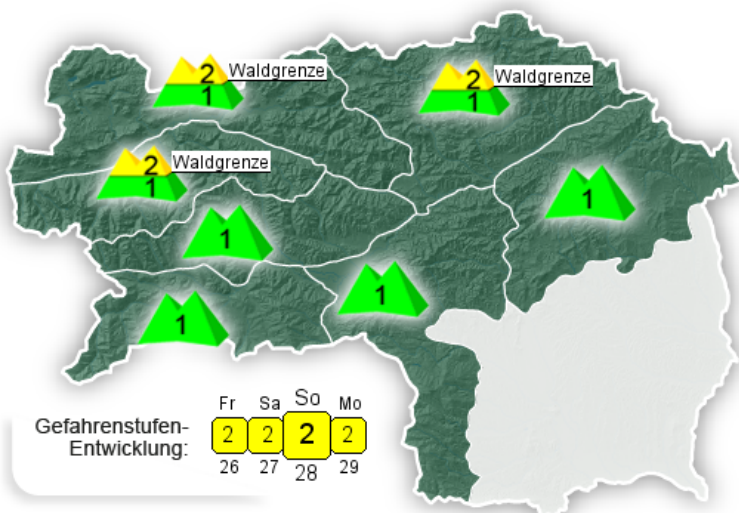 2 Waldgrenze
1
2 Waldgrenze
1
2 Waldgrenze
1
1
1
1
1
Gefahrenstufen-
Entwicklung:
Fr Sa So Mo
2 2 2 2
26 27 28 29